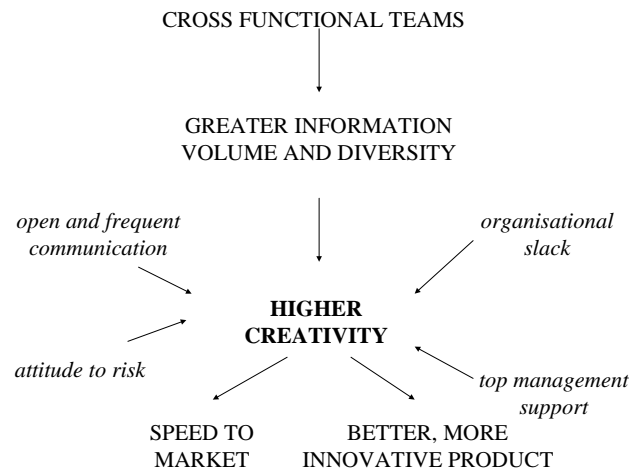 CROSS FUNCTIONAL TEAMS
GREATER INFORMATION
VOLUME AND DIVERSITY
open and frequent
communication
organisational
slack
HIGHER
CREATIVITY
attitude to risk
top management
support
SPEED TO
MARKET
BETTER, MORE
INNOVATIVE PRODUCT